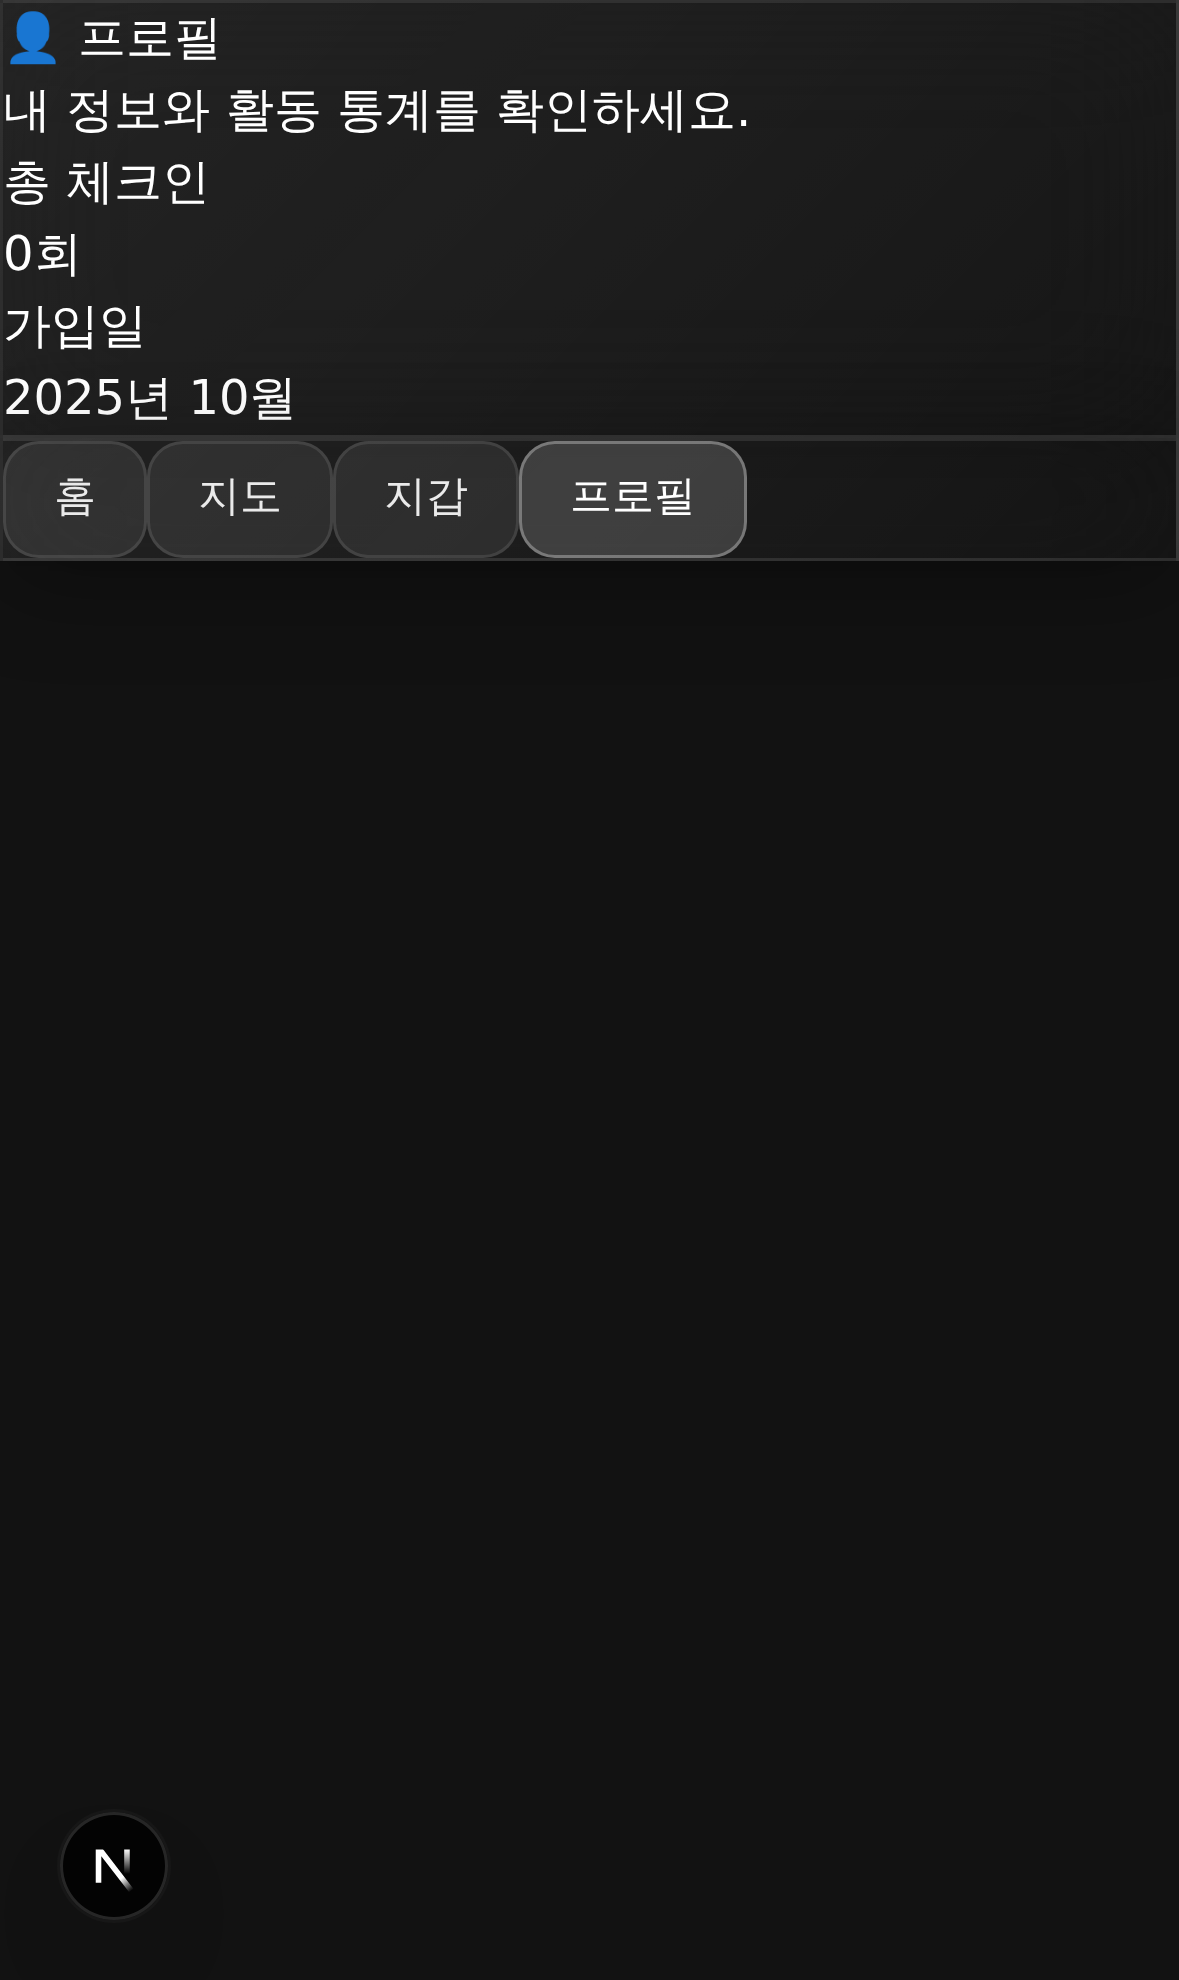 👤 프로필
내 정보와 활동 통계를 확인하세요.
총 체크인
0회
가입일
2025년 10월
홈 지도 지갑 프로필
N